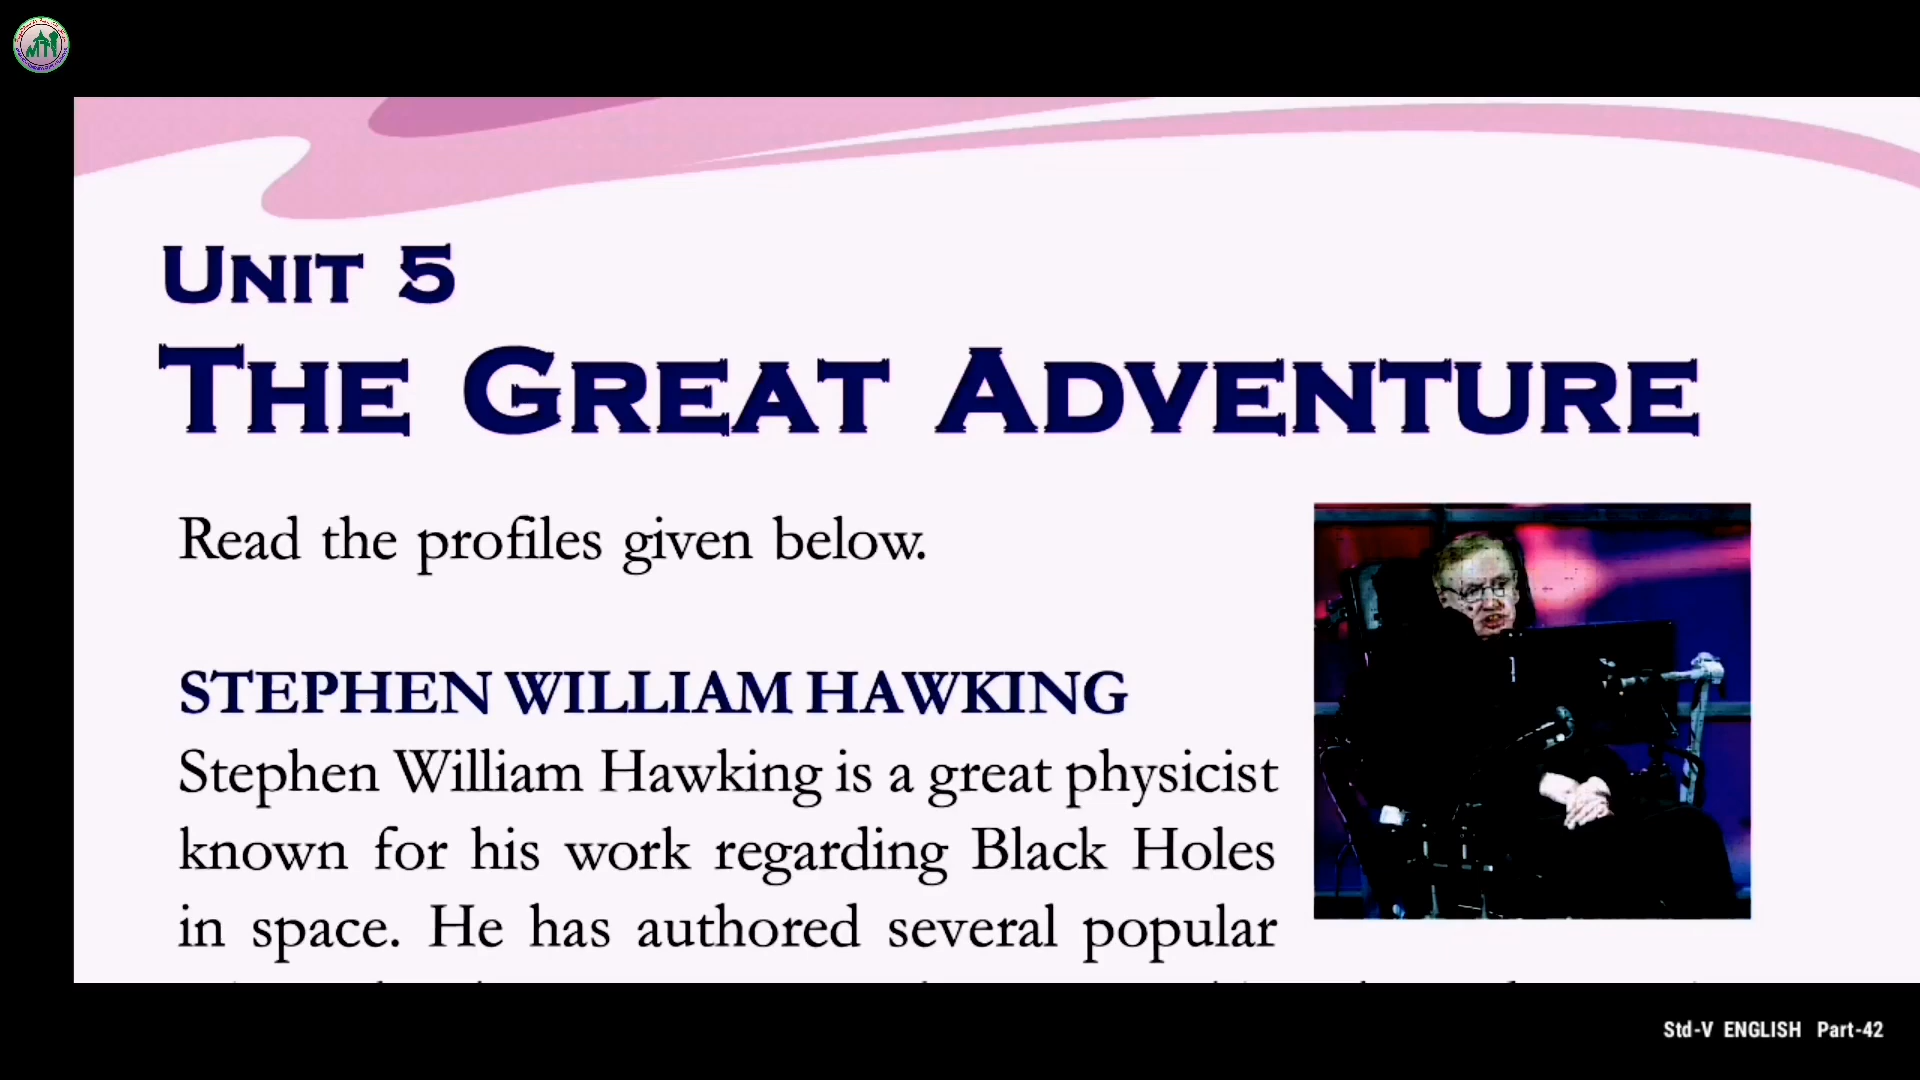 UNIT 5
THE GREAT ADVENTURE
Read the profiles given below.
STEPHEN WILLIAM HAWKING
Stephen William Hawking is a great physicist
known for his work regarding Black Holes
in space. He has authored several popular
Std-V ENGLISH Part-42